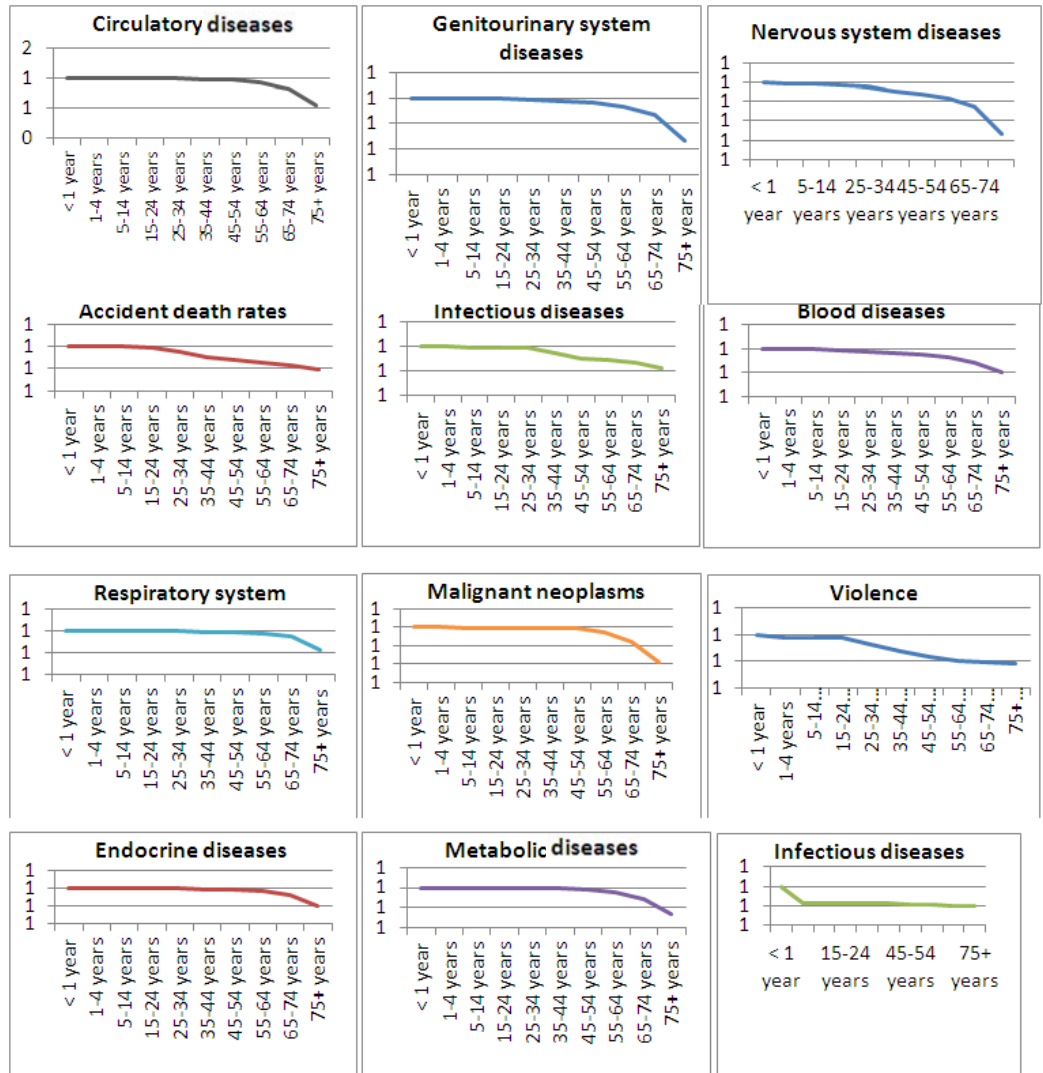 Circulatory diseases
2
1
1
0
< 1 year
1-4 years
5-14 years
15-24 years
25-34 years
35-44 years
45-54 years
55-64 years
65-74 years
75+ years
Genitourinary system
diseases
1
1
1
1
1
< 1 year
1-4 years
5-14 years
15-24 years
25-34 years
35-44 years
45-54 years
55-64 years
65-74 years
75+ years
Nervous system diseases
1
1
1
1
1
1
< 1 5-14 25-34 45-54 65-74
year years years years years
Accident death rates
1
1
1
1
< 1 year
1-4 years
5-14 years
15-24 years
25-34 years
35-44 years
45-54 years
55-64 years
65-74 years
75+ years
Infectious diseases
1
1
1
1
< 1 year
1-4 years
5-14 years
15-24 years
25-34 years
35-44 years
45-54 years
55-64 years
65-74 years
75+ years
Blood diseases
1
1
1
1
< 1 year
1-4 years
5-14 years
15-24 years
25-34 years
35-44 years
45-54 years
55-64 years
65-74 years
75+ years
Respiratory system
1
1
1
1
< 1 year
1-4 years
5-14 years
15-24 years
25-34 years
35-44 years
45-54 years
55-64 years
65-74 years
75+ years
Malignant neoplasms
1
1
1
1
1
< 1 year
1-4 years
5-14 years
15-24 years
25-34 years
35-44 years
45-54 years
55-64 years
65-74 years
75+ years
Violence
1
1
1
1
< 1 year
1-4 years
5-14...
15-24...
25-34...
35-44...
45-54...
55-64...
65-74...
75+...
Endocrine diseases
1
1
1
1
< 1 year
1-4 years
5-14 years
15-24 years
25-34 years
35-44 years
45-54 years
55-64 years
65-74 years
75+ years
Metabolic diseases
1
1
1
1
< 1 year
1-4 years
5-14 years
15-24 years
25-34 years
35-44 years
45-54 years
55-64 years
65-74 years
75+ years
Infectious diseases
1
1
1
1
< 1 15-24 45-54 75+
year years years years